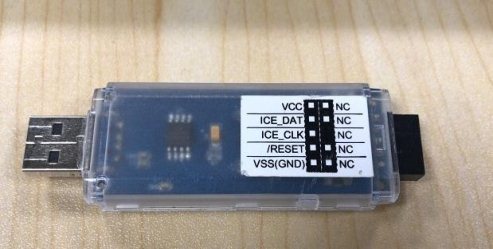 VCC NC
ICE_DAT NC
ICE_CLK NC
/RESET NC
VSS(GND) NC